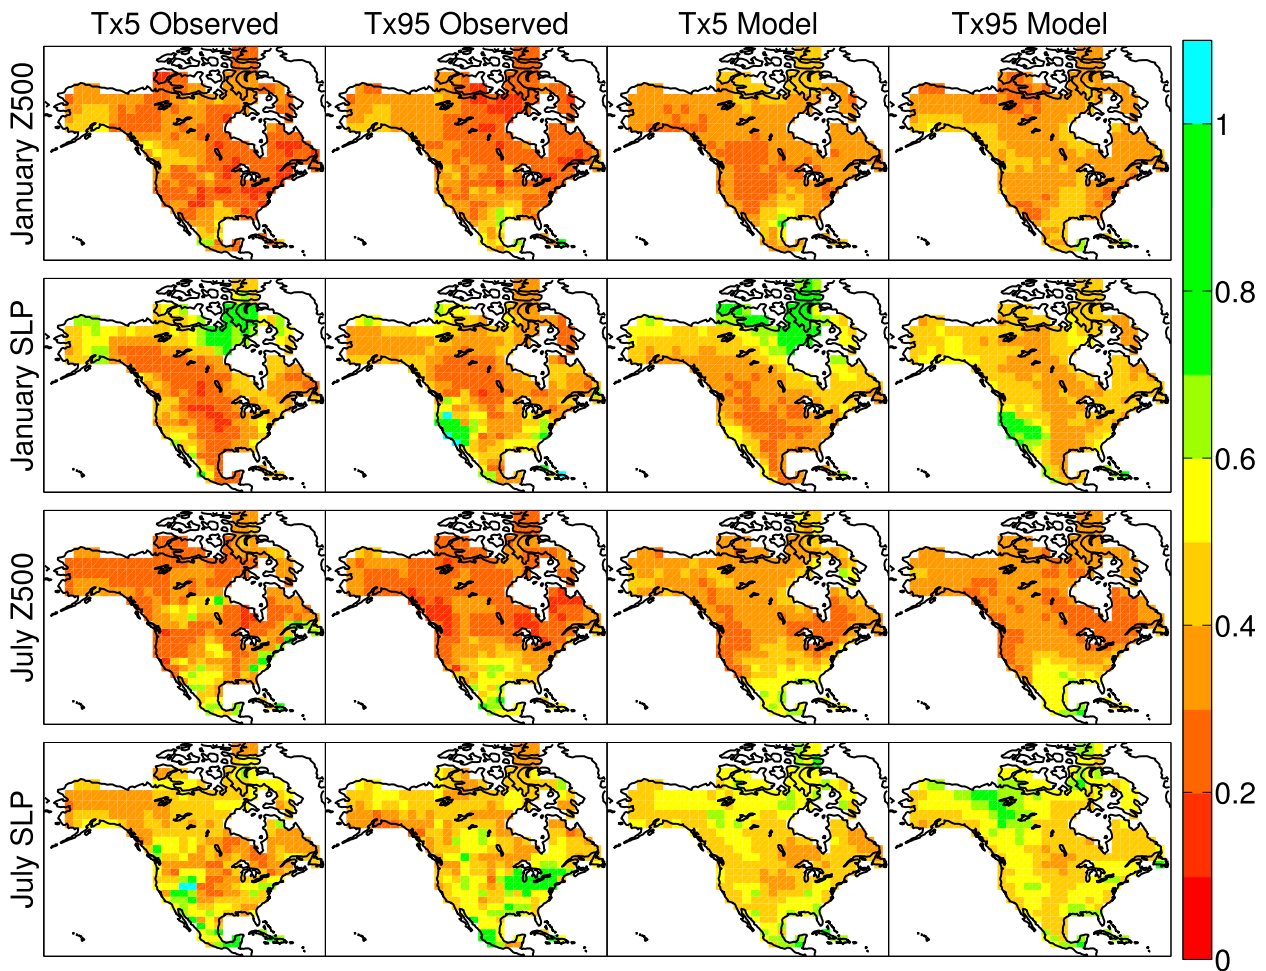 Tx5 Observed
Tx95 Observed
Tx5 Model
Tx95 Model
January Z500
January SLP
July Z500
July SLP
1
0.8
0.6
0.4
0.2
0